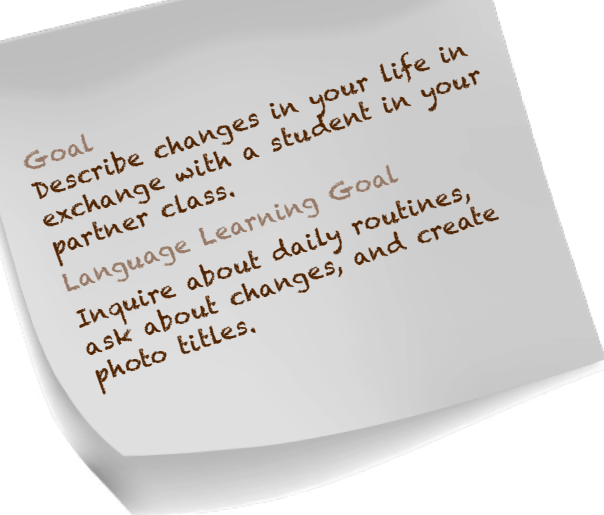 Goal
Describe changes in your life in
exchange with a student in your
partner class.
Language Learning Goal
Inquire about daily routines,
ask about changes, and create
photo titles.